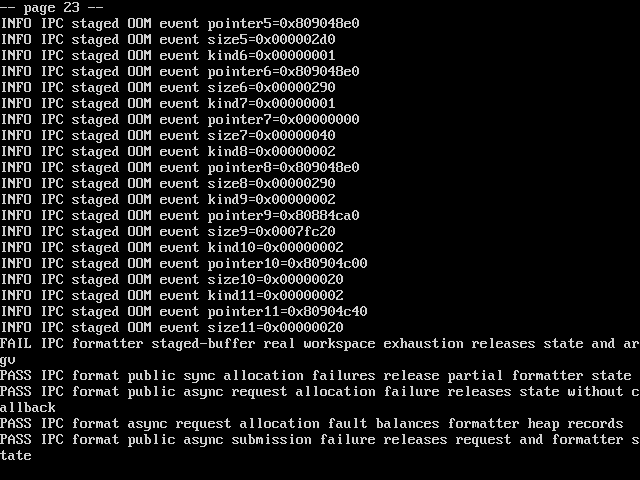 -- page 23 --
INFO IPC staged OOM event pointer5=0x809048e0
INFO IPC staged OOM event size5=0x000002d0
INFO IPC staged OOM event kind6=0x00000001
INFO IPC staged OOM event pointer6=0x809048e0
INFO IPC staged OOM event size6=0x00000290
INFO IPC staged OOM event kind7=0x00000001
INFO IPC staged OOM event pointer7=0x00000000
INFO IPC staged OOM event size7=0x00000040
INFO IPC staged OOM event kind8=0x00000002
INFO IPC staged OOM event pointer8=0x809048e0
INFO IPC staged OOM event size8=0x00000290
INFO IPC staged OOM event kind9=0x00000002
INFO IPC staged OOM event pointer9=0x80884ca0
INFO IPC staged OOM event size9=0x0007fc20
INFO IPC staged OOM event kind10=0x00000002
INFO IPC staged OOM event pointer10=0x80904c00
INFO IPC staged OOM event size10=0x00000020
INFO IPC staged OOM event kind11=0x00000002
INFO IPC staged OOM event pointer11=0x80904c40
INFO IPC staged OOM event size11=0x00000020
FAIL IPC formatter staged-buffer real workspace exhaustion releases state and ar
gv
PASS IPC format public sync allocation failures release partial formatter state
PASS IPC format public async request allocation failure releases state without c
allback
PASS IPC format async request allocation fault balances formatter heap records
PASS IPC format public async submission failure releases request and formatter s
tate